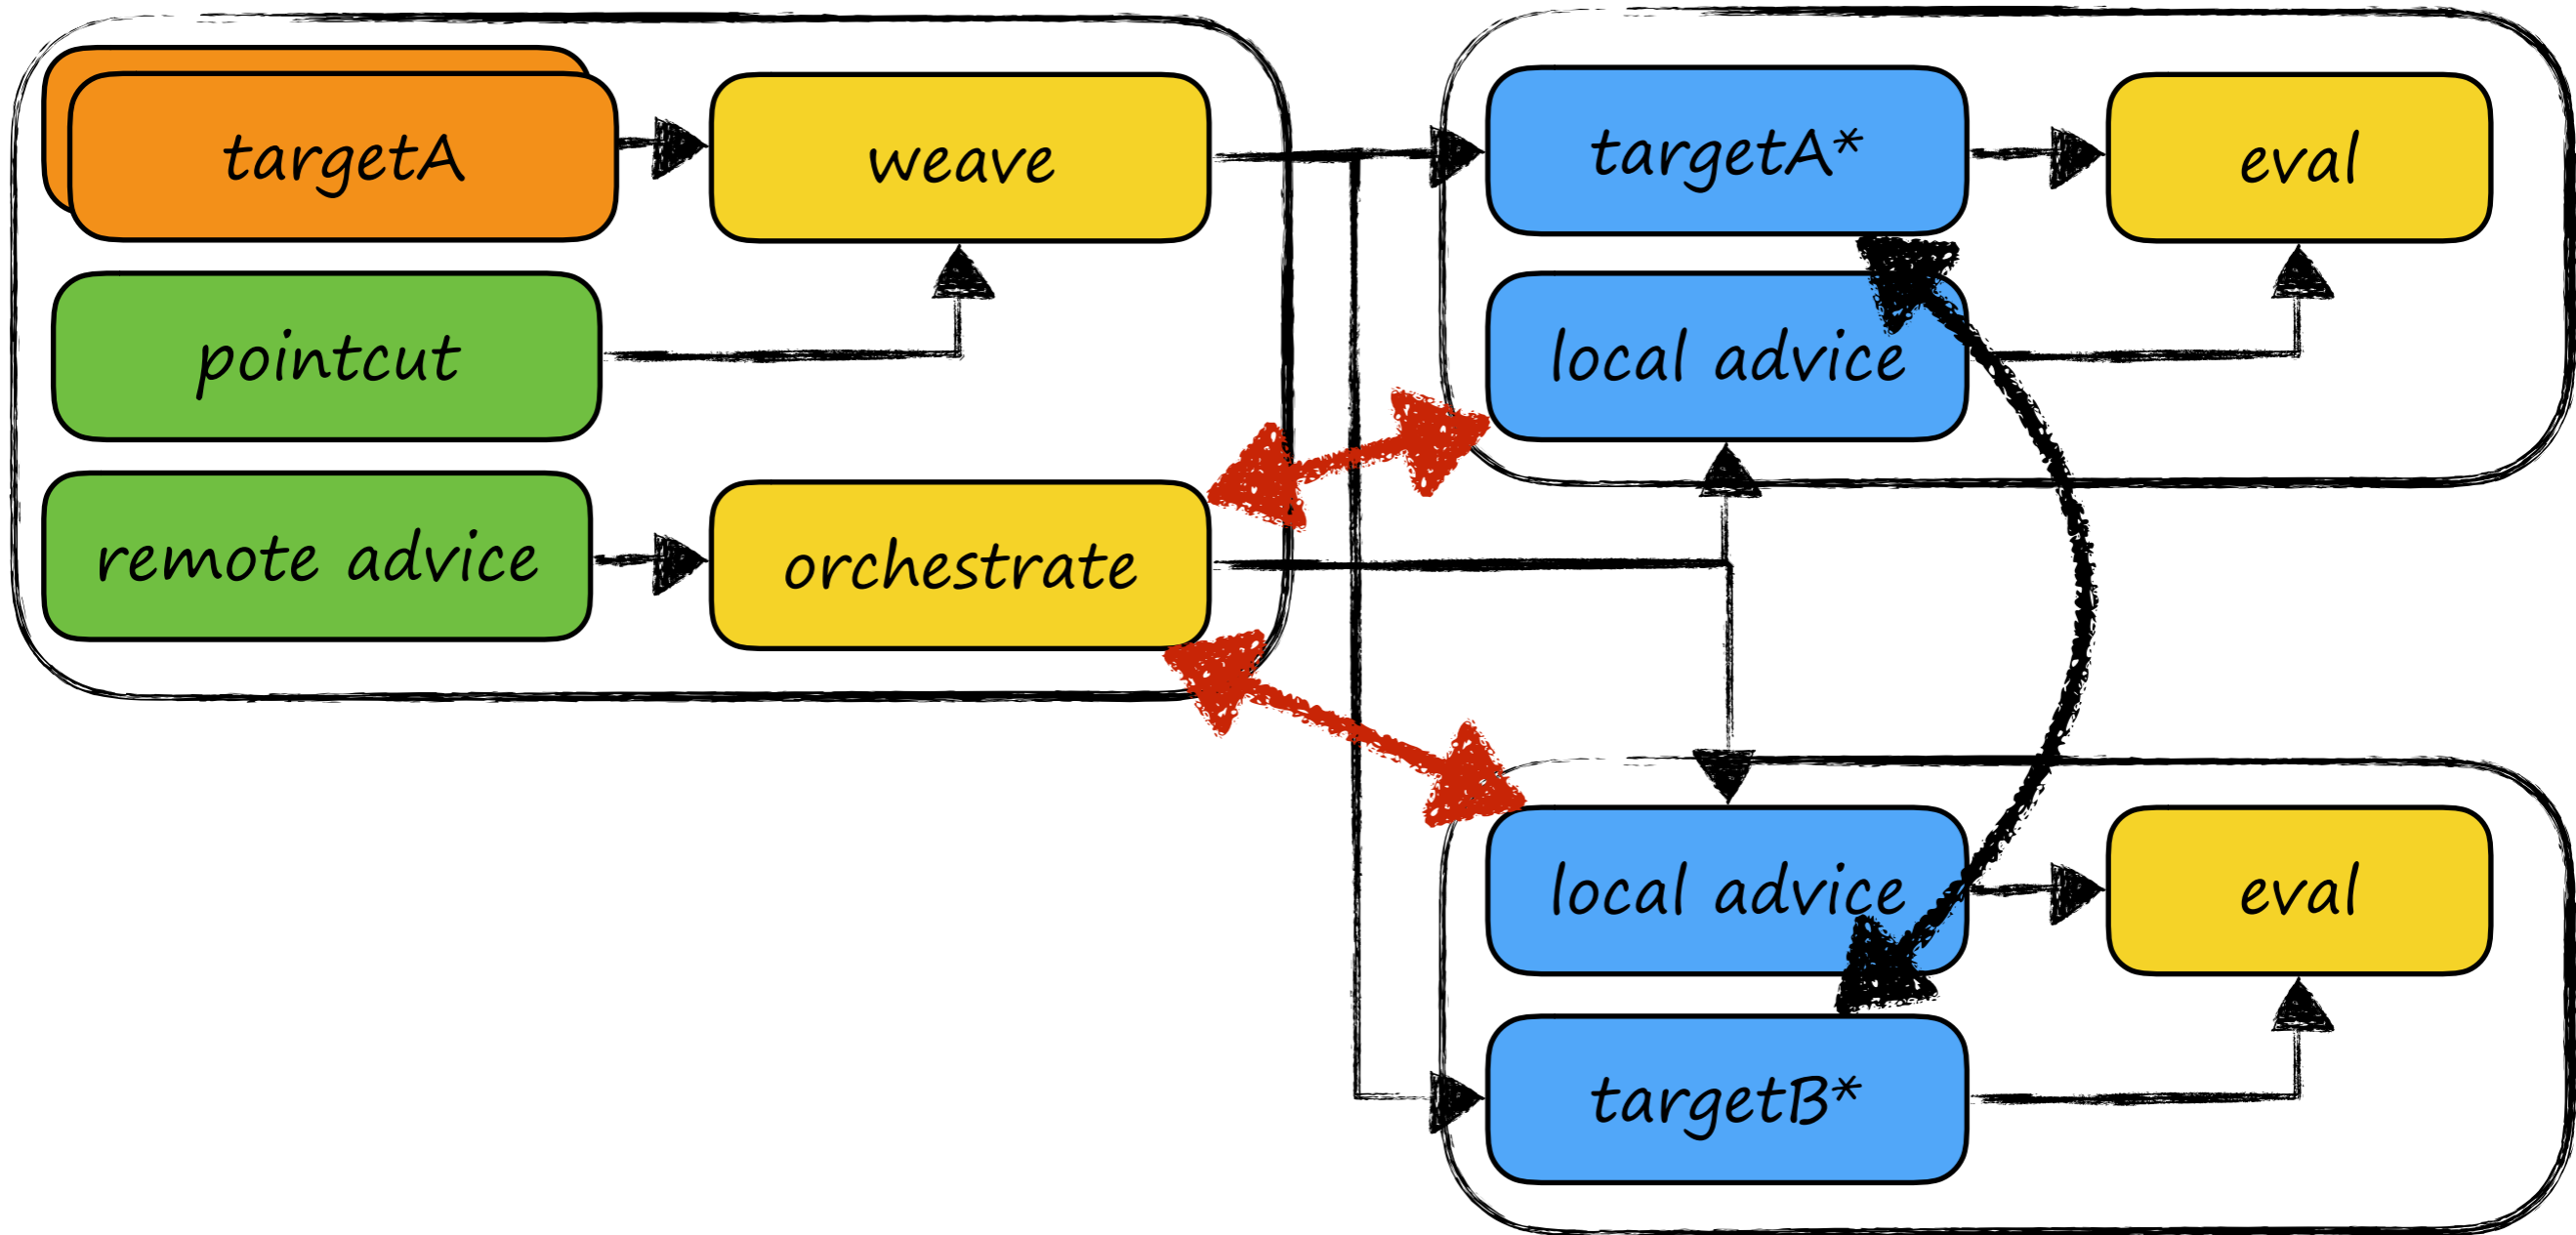 targetA
weave
pointcut
remote advice
orchestrate
targetA*
eval
local advice
local advice
eval
targetB*